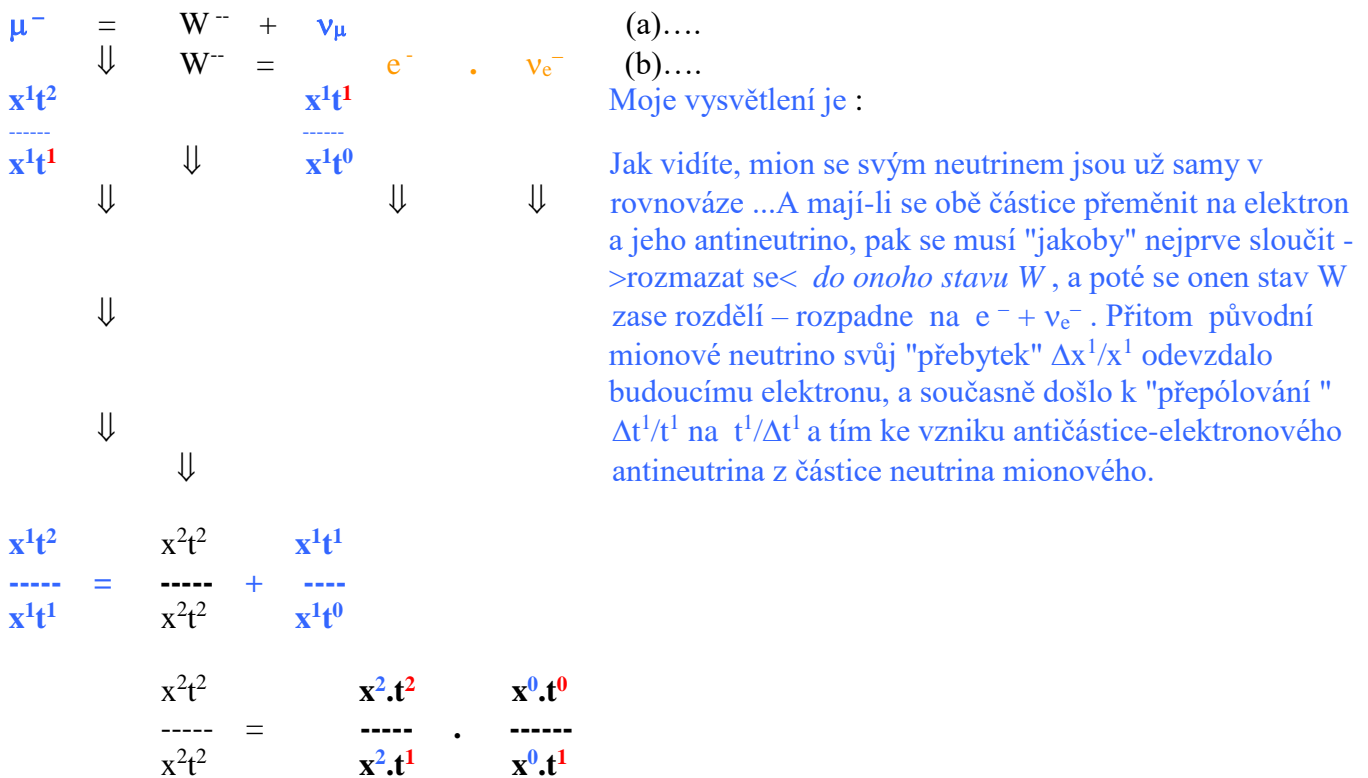 μ⁻ = W⁻⁻ + ν_μ (a)….
⇓ W⁻⁻ = e⁻ . ν_e⁻ (b)….
x¹t² x¹t¹ Moje vysvětlení je :
------ ------
x¹t¹ ⇓ x¹t⁰ Jak vidíte, mion se svým neutrinem jsou už samy v
⇓ ⇓ ⇓ rovnováze ...A mají-li se obě částice přeměnit na elektron
a jeho antineutrino, pak se musí "jakoby" nejprve sloučit -
>rozmazat se< do onoho stavu W , a poté se onen stav W
⇓ zase rozdělí – rozpadne na e⁻ + ν_e⁻ . Přitom původní
mionové neutrino svůj "přebytek" Δx¹/x¹ odevzdalo
budoucímu elektronu, a současně došlo k "přepólování "
⇓ Δt¹/t¹ na t¹/Δt¹ a tím ke vzniku antičástice-elektronového
⇓ antineutrina z částice neutrina mionového.
x¹t² x²t² x¹t¹
----- = ----- + ----
x¹t¹ x²t² x¹t⁰
x²t² x².t² x⁰.t⁰
----- = ----- . ------
x²t² x².t¹ x⁰.t¹